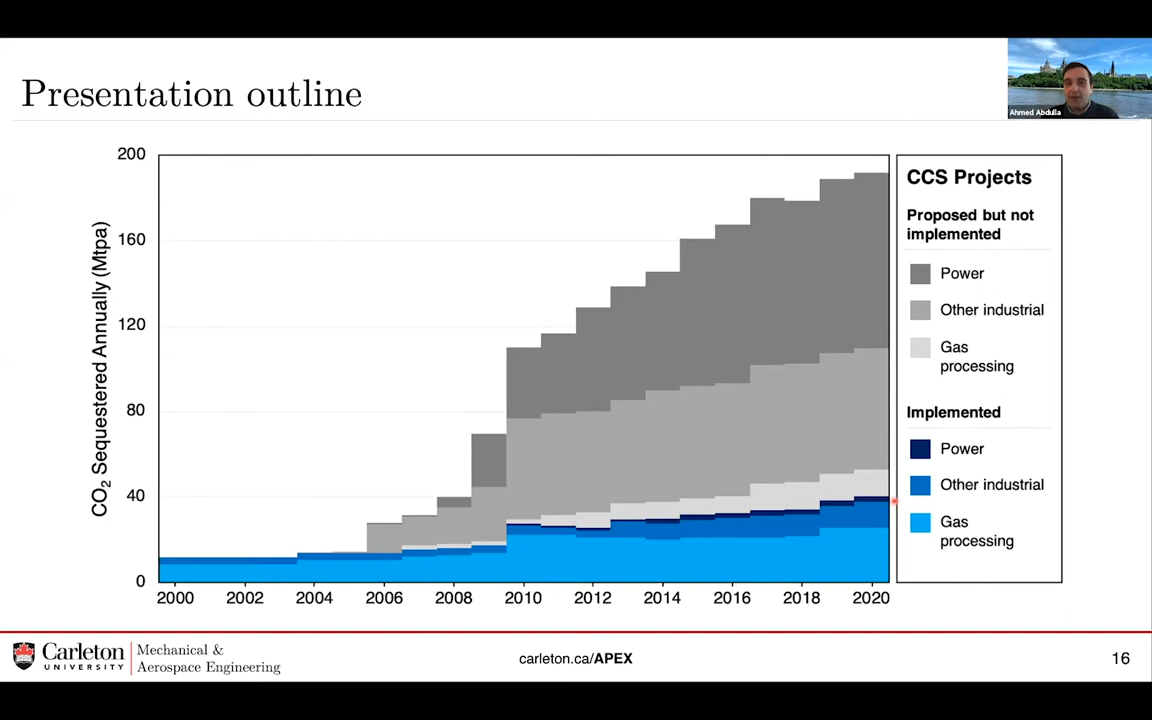 Presentation outline
Ahmed Abdulla
200
160
120
80
40
0
CO2 Sequestered Annually (Mtpa)
2000 2002 2004 2006 2008 2010 2012 2014 2016 2018 2020
CCS Projects
Proposed but not
implemented
Power
Other industrial
Gas
processing
Implemented
Power
Other industrial
Gas
processing
Carleton
UNIVERSITY
Mechanical &
Aerospace Engineering
carleton.ca/APEX
16